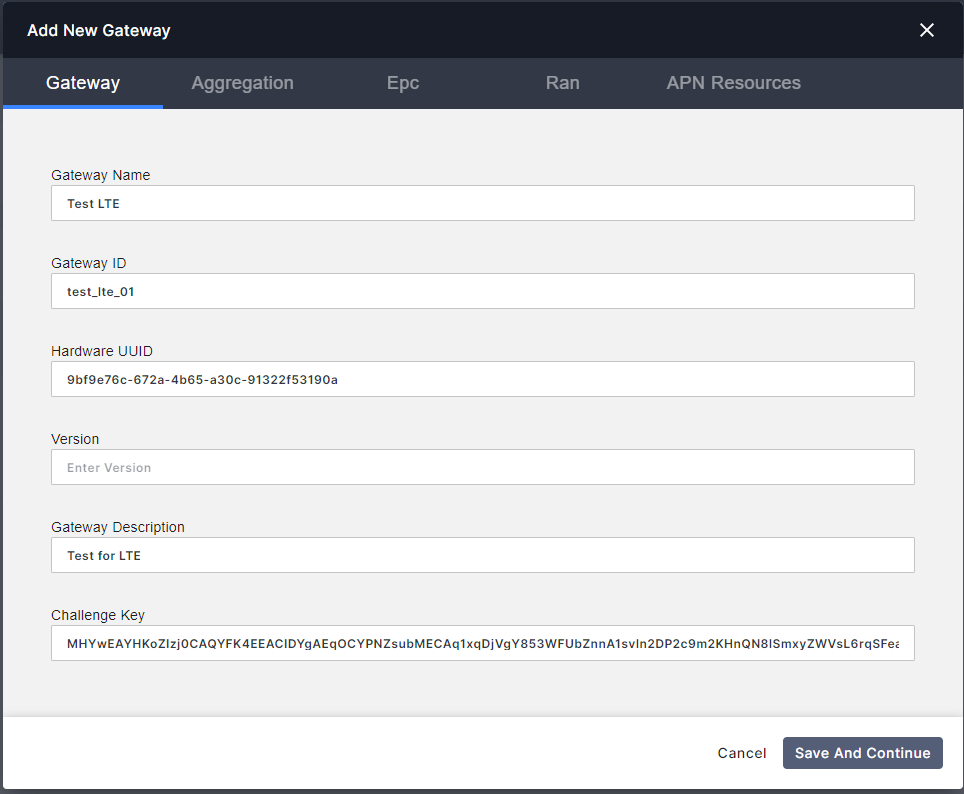 Add New Gateway
Gateway Aggregation Epc Ran APN Resources
Gateway Name
Test LTE
Gateway ID
test_lte_01
Hardware UUID
9bf9e76c-672a-4b65-a30c-91322f53190a
Version
Enter Version
Gateway Description
Test for LTE
Challenge Key
MHYwEAYHKoZIzj0CAQYFK4EEACIDYgAEqOCYPNZsubMECAq1xqDjVgY853WFUbZnnA1svln2DP2c9m2KHnQN8lSmxyZWVsL6rqSFea
Cancel Save And Continue